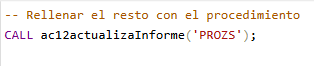 -- Rellenar el resto con el procedimiento
CALL ac12actualizaInforme('PROZS');